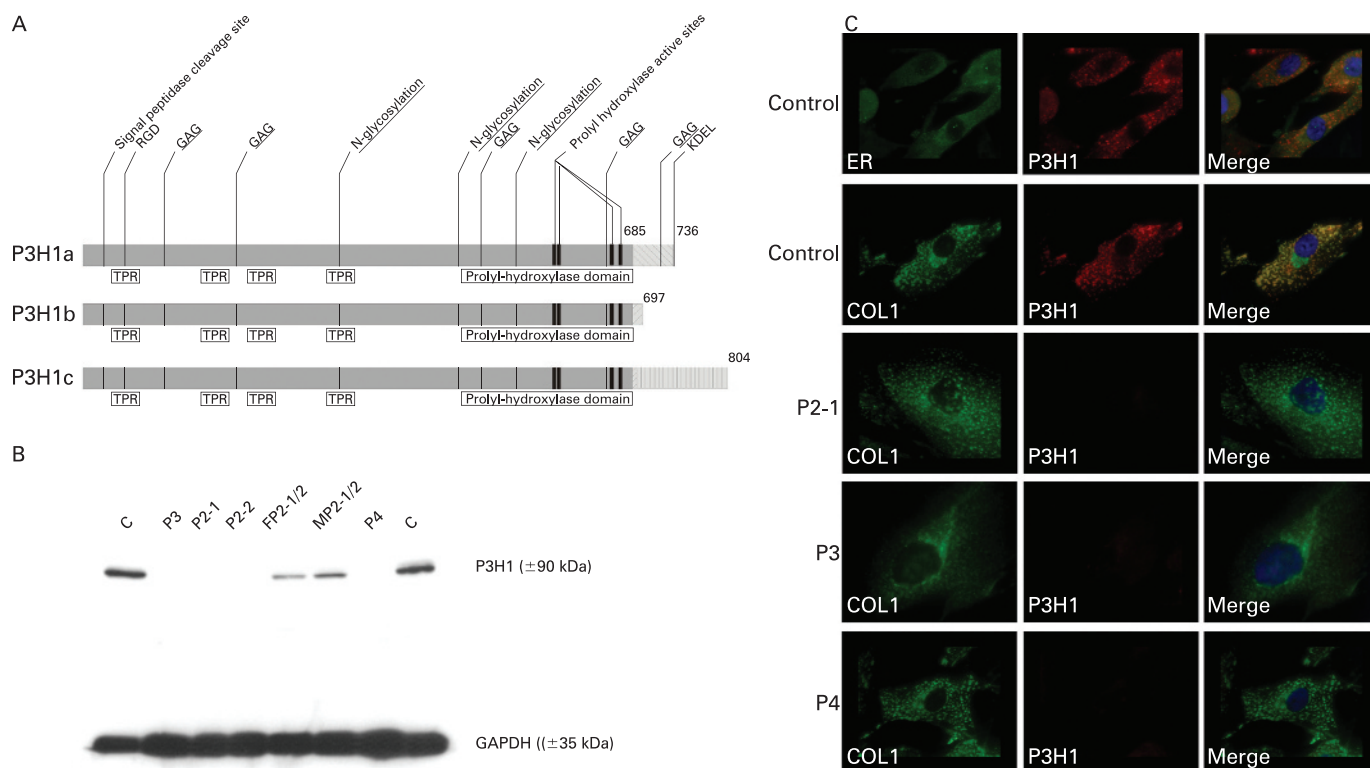 A
Signal peptidase cleavage site
RGD
GAG
GAG
N-glycosylation
N-glycosylation
GAG
N-glycosylation
Prolyl hydroxylase active sites
GAG
GAG
KDEL
P3H1a
685
736
TPR TPR TPR TPR Prolyl-hydroxylase domain
P3H1b
697
TPR TPR TPR TPR Prolyl-hydroxylase domain
P3H1c
804
TPR TPR TPR TPR Prolyl-hydroxylase domain
B
C P3 P2-1 P2-2 FP2-1/2 MP2-1/2 P4 C
P3H1 (±90 kDa)
GAPDH ((±35 kDa)
C
Control
ER P3H1 Merge
Control
COL1 P3H1 Merge
P2-1
COL1 P3H1 Merge
P3
COL1 P3H1 Merge
P4
COL1 P3H1 Merge